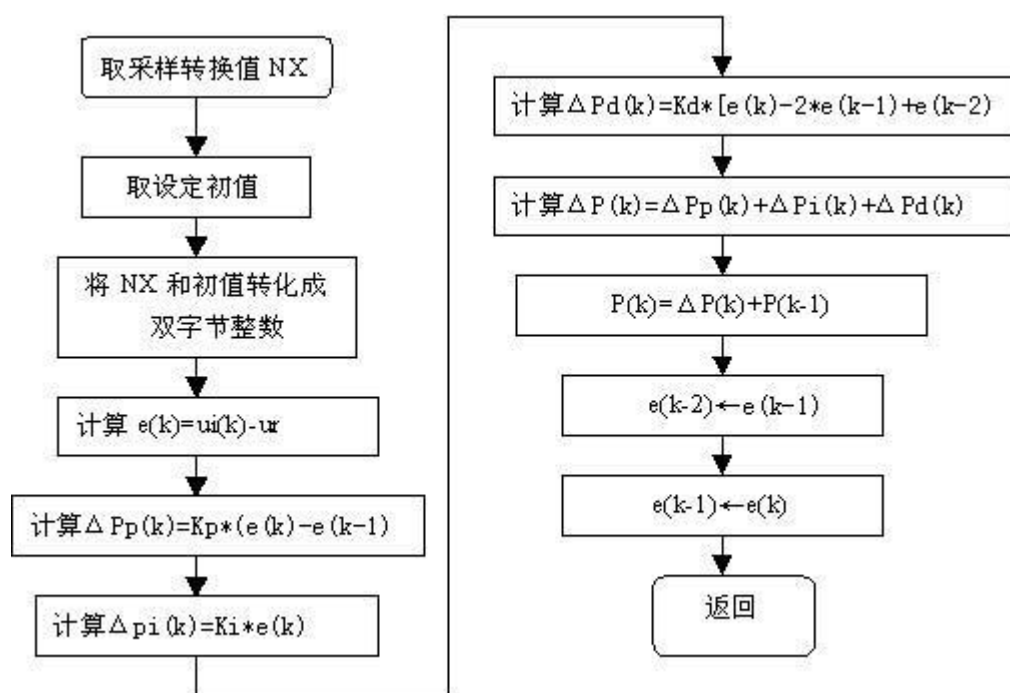 取采样转换值 NX
取设定初值
将 NX 和初值转化成
双字节整数
计算 e(k)=ui(k)-ur
计算△Pp(k)=Kp*(e(k)-e(k-1)
计算△pi(k)=Ki*e(k)
计算△Pd(k)=Kd*[e(k)-2*e(k-1)+e(k-2)
计算△P(k)=△Pp(k)+△Pi(k)+△Pd(k)
P(k)=△P(k)+P(k-1)
e(k-2)←e(k-1)
e(k-1)←e(k)
返回